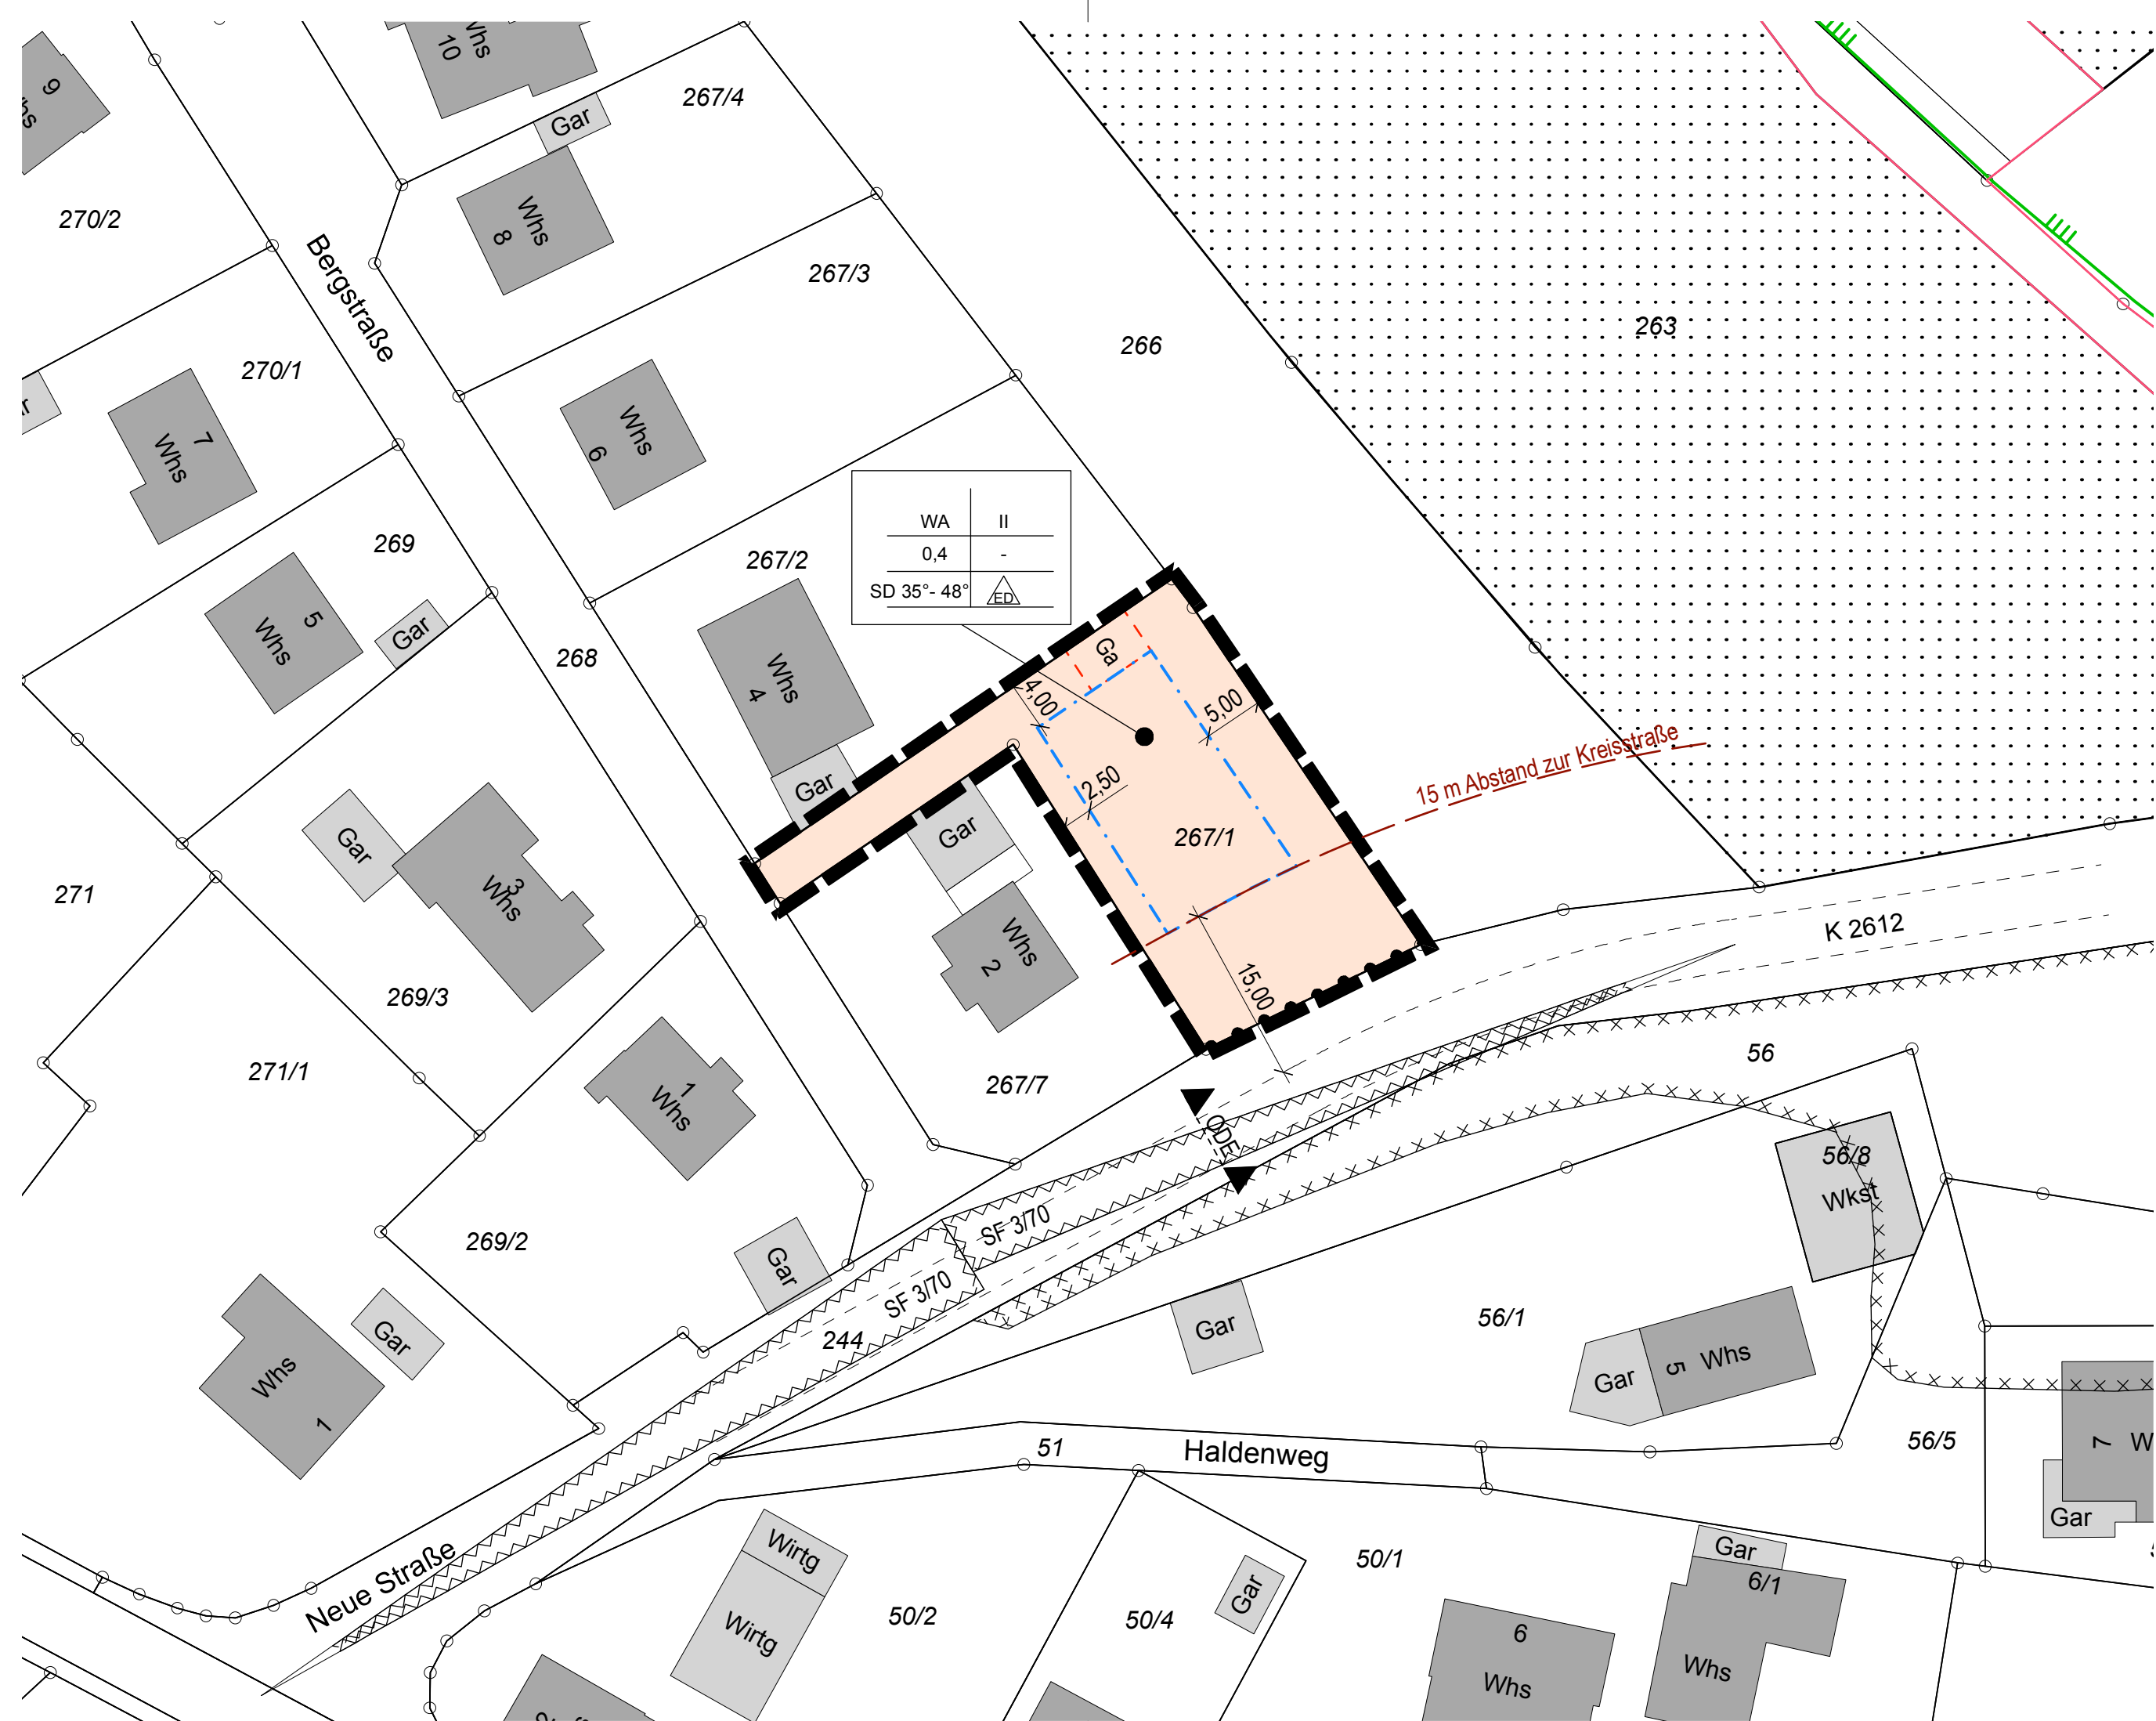 10
Whs
9
Whs
267/4
Gar
270/2
Whs
8
Bergstraße
267/3
263
266
270/1
7
Whs
Whs
6
WA II
0,4 -
SD 35°- 48° ED
269
267/2
5
Whs
Gar
268
Whs
4
Gar
Ga
4,00
5,00
2,50
15 m Abstand zur Kreisstraße
Gar
267/1
Gar
3
Whs
271
K 2612
Whs
2
15,00
269/3
271/1
1
Whs
267/7
56
ODE
56/8
Wkst
SF 3/70
269/2
Gar
SF 3/70
244
Gar
56/1
Gar
Whs
1
Gar
5
Whs
51
Haldenweg
56/5
7
Gar
Neue Straße
Wirtg
Wirtg
50/2
50/4
Gar
50/1
Gar
6/1
6
Whs
Whs